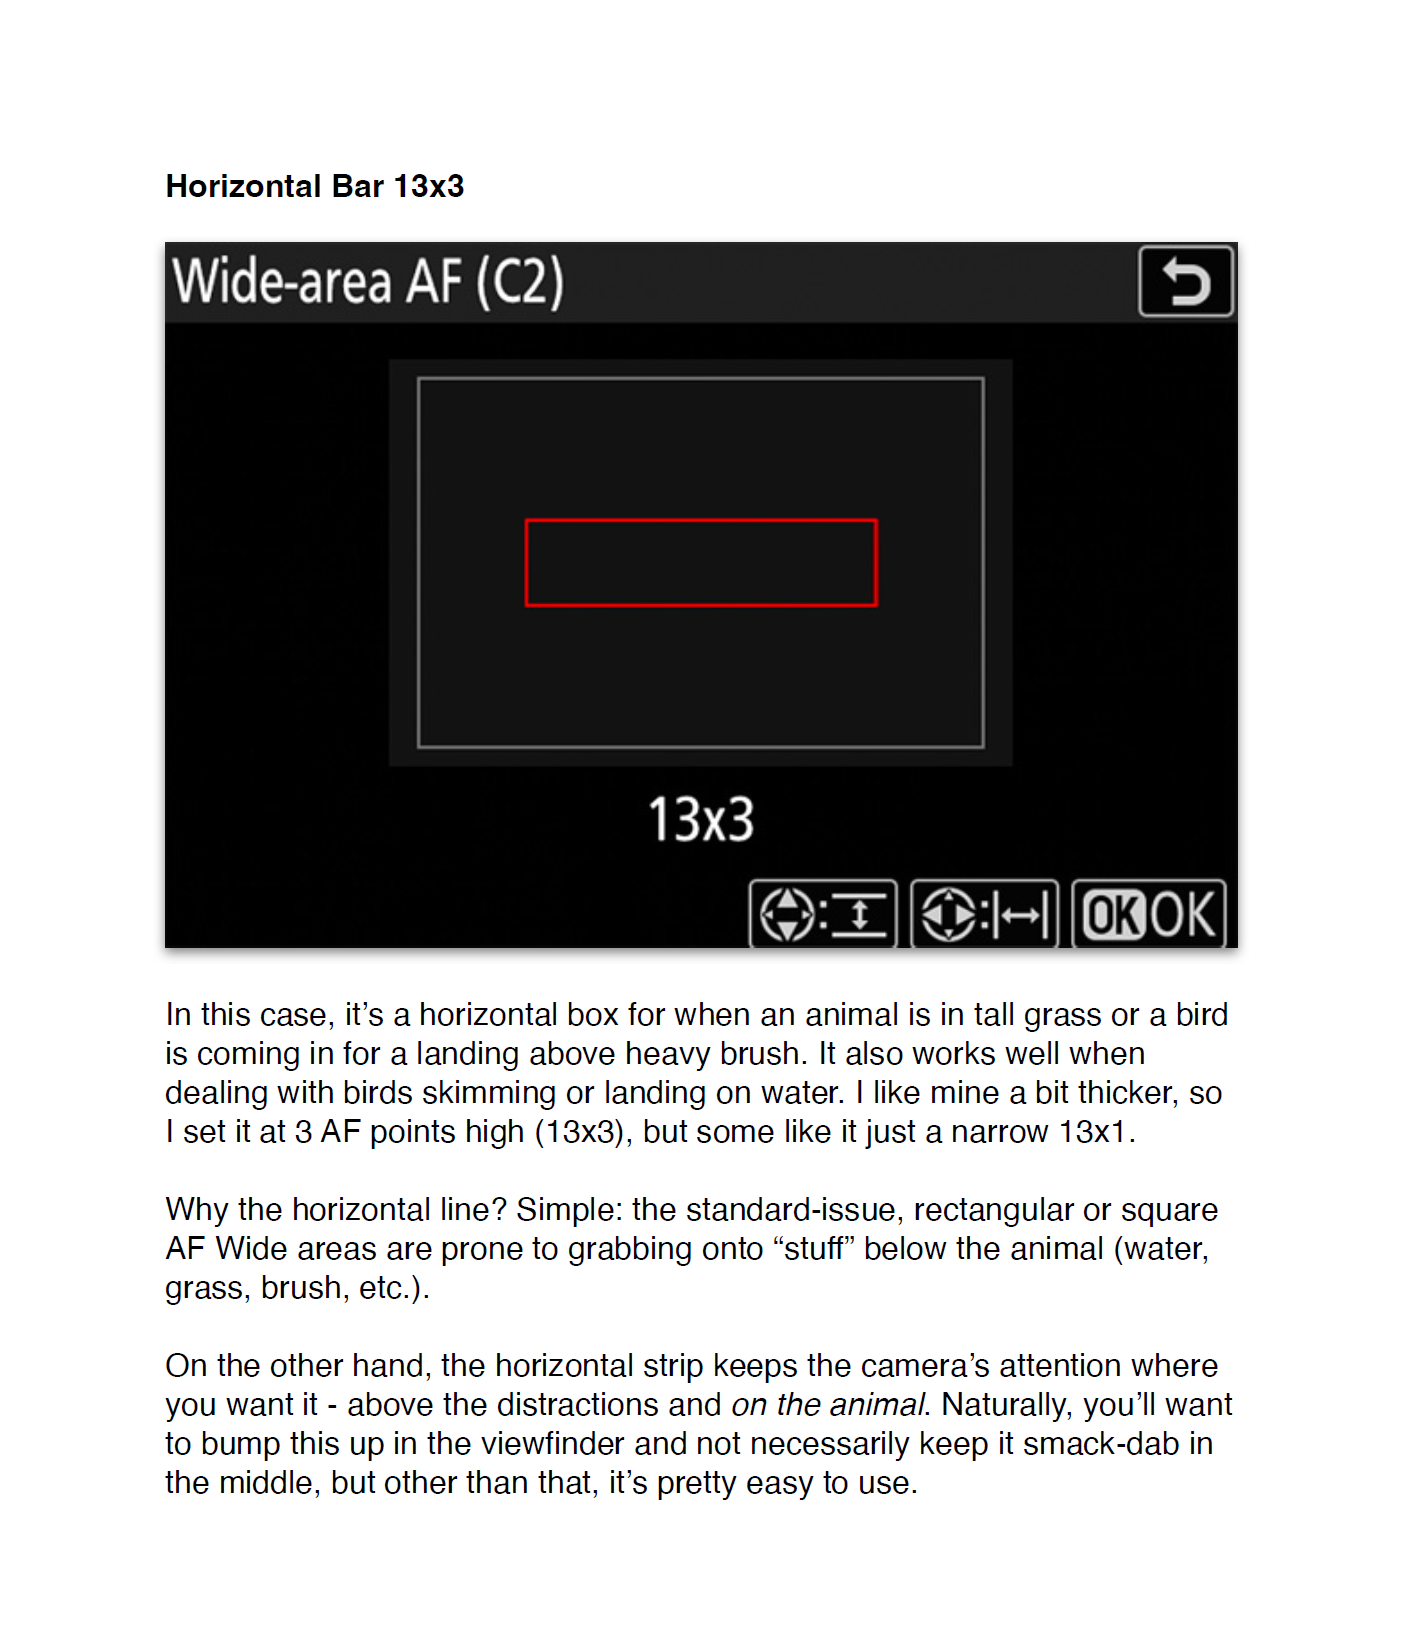 Horizontal Bar 13x3
Wide-area AF (C2)
13x3
OK OK
In this case, it’s a horizontal box for when an animal is in tall grass or a bird
is coming in for a landing above heavy brush. It also works well when
dealing with birds skimming or landing on water. I like mine a bit thicker, so
I set it at 3 AF points high (13x3), but some like it just a narrow 13x1.
Why the horizontal line? Simple: the standard-issue, rectangular or square
AF Wide areas are prone to grabbing onto “stuff” below the animal (water,
grass, brush, etc.).
On the other hand, the horizontal strip keeps the camera’s attention where
you want it - above the distractions and on the animal. Naturally, you’ll want
to bump this up in the viewfinder and not necessarily keep it smack-dab in
the middle, but other than that, it’s pretty easy to use.